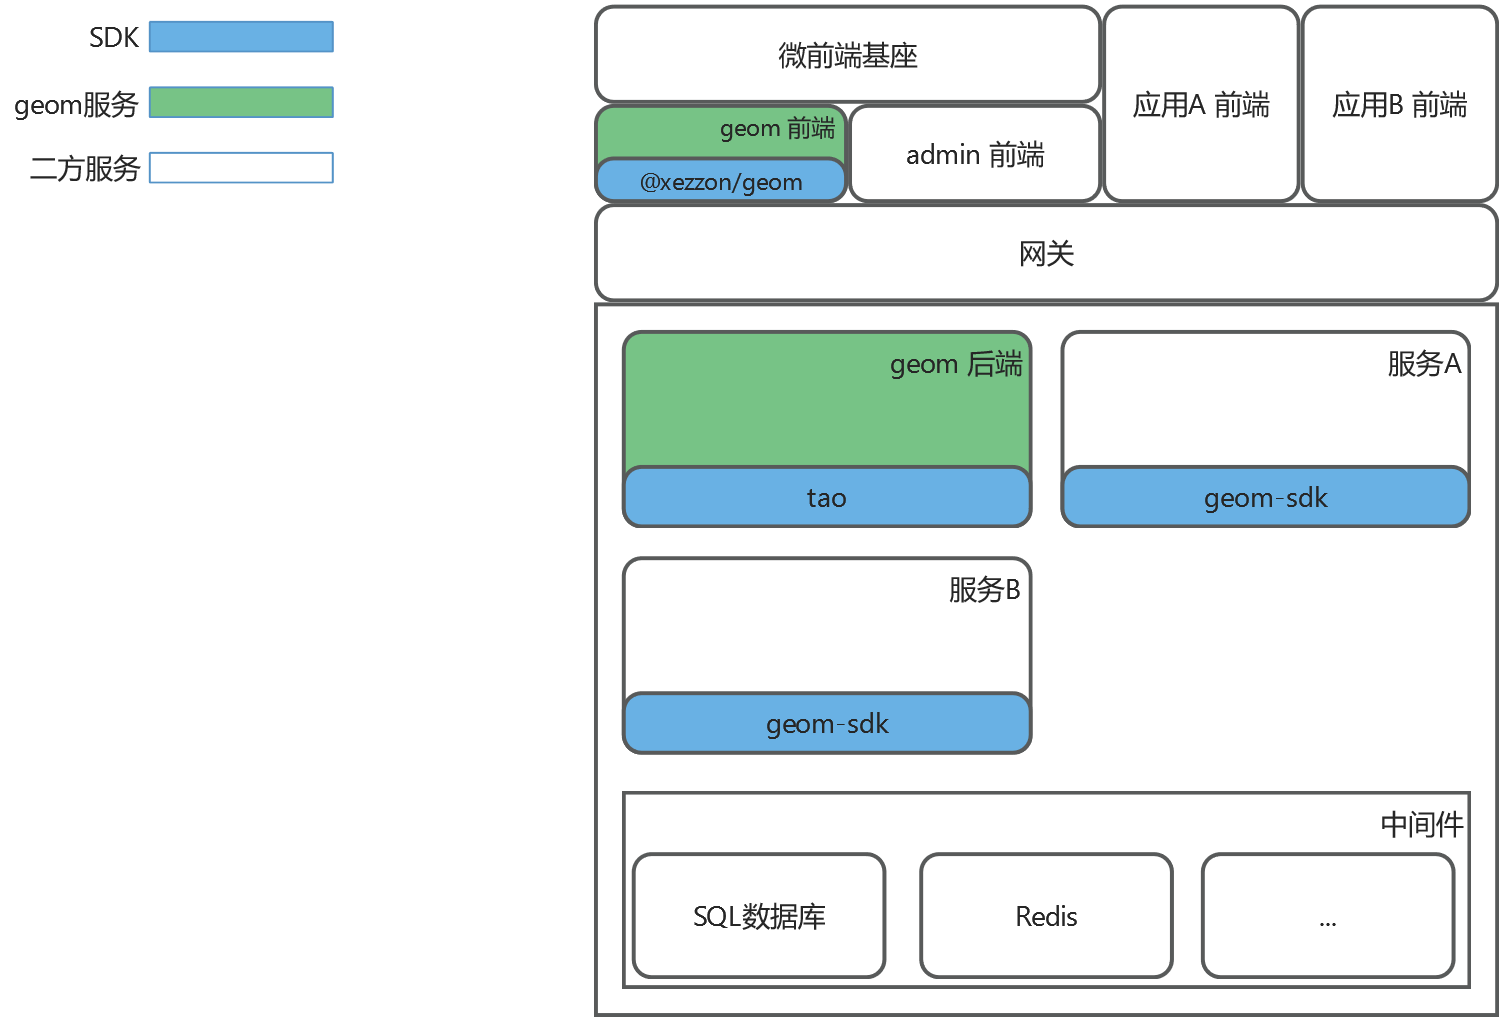 SDK
geom服务
二方服务
微前端基座
应用A 前端
应用B 前端
geom 前端
@xezzon/geom
admin 前端
网关
geom 后端
tao
服务A
geom-sdk
服务B
geom-sdk
中间件
SQL数据库
Redis
...